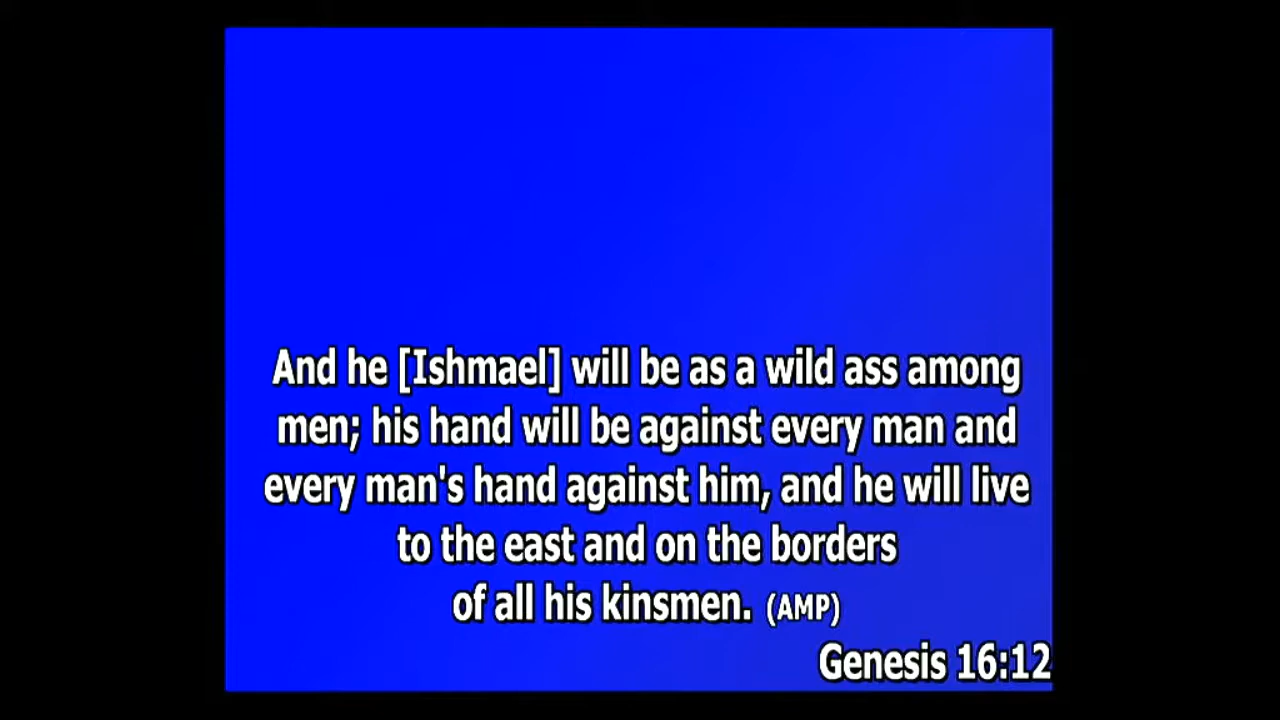 And he [Ishmael] will be as a wild ass among
men; his hand will be against every man and
every man's hand against him, and he will live
to the east and on the borders
of all his kinsmen. (AMP)
Genesis 16:12